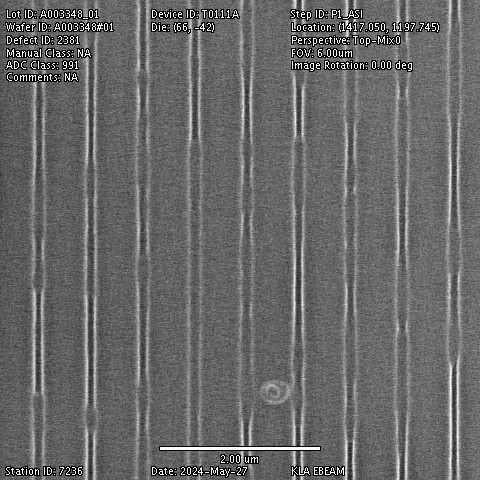 Lot ID: A003348_01
Wafer ID: A003348#01
Defect ID: 2381
Manual Class: NA
ADC Class: 991
Comments: NA
Device ID: T0111A
Die: (66, -42)
Step ID: P1_ASI
Location: (1417.050, 1197.745)
Perspective: Top-Mix0
FOV: 6.00um
Image Rotation: 0.00 deg
2.00 um
Station ID: 7236
Date: 2024-May-27
KLA EBEAM